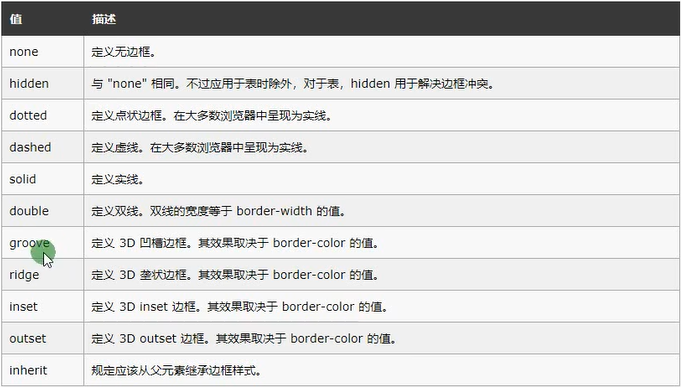 值 描述
none 定义无边框。
hidden 与 "none" 相同。不过应用于表时除外，对于表，hidden 用于解决边框冲突。
dotted 定义点状边框。在大多数浏览器中呈现为实线。
dashed 定义虚线。在大多数浏览器中呈现为实线。
solid 定义实线。
double 定义双线。双线的宽度等于 border-width 的值。
groove 定义 3D 凹槽边框。其效果取决于 border-color 的值。
ridge 定义 3D 垄状边框。其效果取决于 border-color 的值。
inset 定义 3D inset 边框。其效果取决于 border-color 的值。
outset 定义 3D outset 边框。其效果取决于 border-color 的值。
inherit 规定应该从父元素继承边框样式。